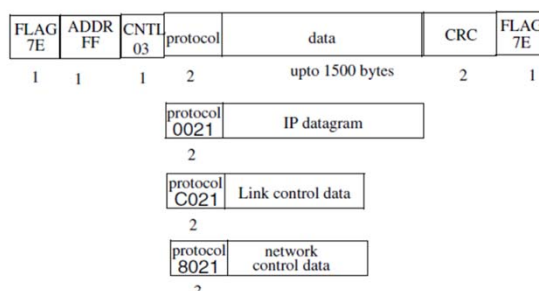 FLAG ADDR CNTL protocol data CRC FLAG
7E FF 03 7E
1 1 1 2 upto 1500 bytes 2 1
protocol IP datagram
0021
2
protocol Link control data
C021
2
protocol network
8021 control data